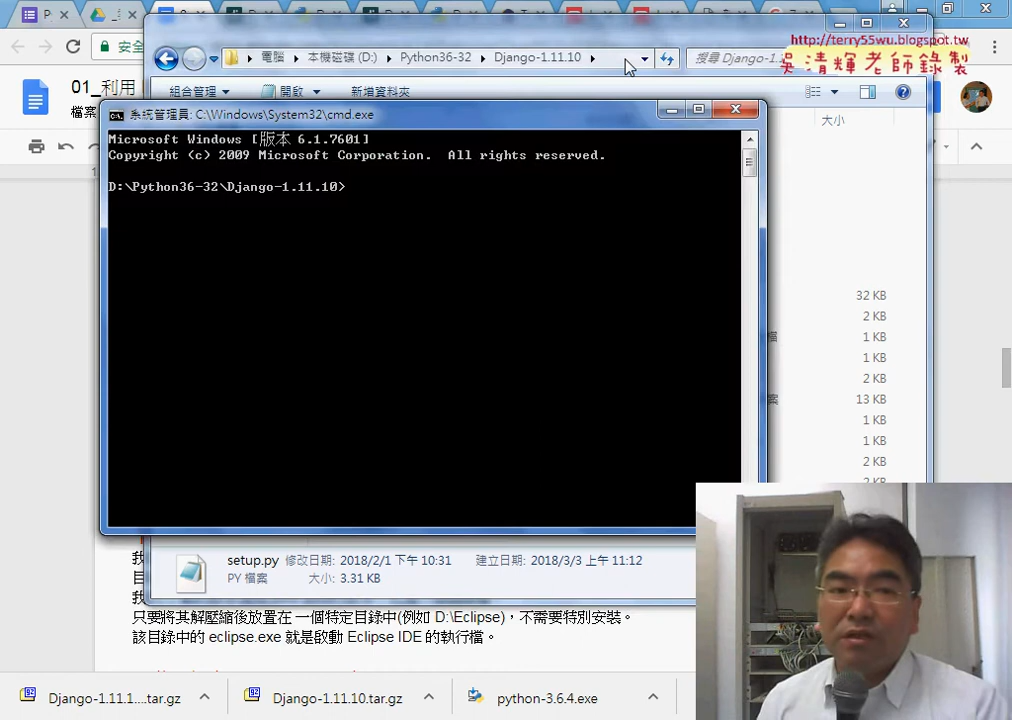 http://terry55wu.blogspot.tw
吳清輝老師錄製
安全
電腦 本機磁碟 (D:) Python36-32 Django-1.11.10
搜尋 Django-1.
01_利用
檔案
組合管理 開啟 新增資料夾
大小
系統管理員: C:\Windows\System32\cmd.exe
Microsoft Windows [版本 6.1.7601]
Copyright (c) 2009 Microsoft Corporation. All rights reserved.
D:\Python36-32\Django-1.11.10>
32 KB
2 KB
1 KB
1 KB
2 KB
13 KB
1 KB
1 KB
2 KB
setup.py 修改日期: 2018/2/1 下午 10:31 建立日期: 2018/3/3 上午 11:12
PY 檔案 大小: 3.31 KB
只要將其解壓縮後放置在 一個特定目錄中(例如 D:\Eclipse)，不需要特別安裝。
該目錄中的 eclipse.exe 就是啟動 Eclipse IDE 的執行檔。
Django-1.11.1....tar.gz Django-1.11.10.tar.gz python-3.6.4.exe